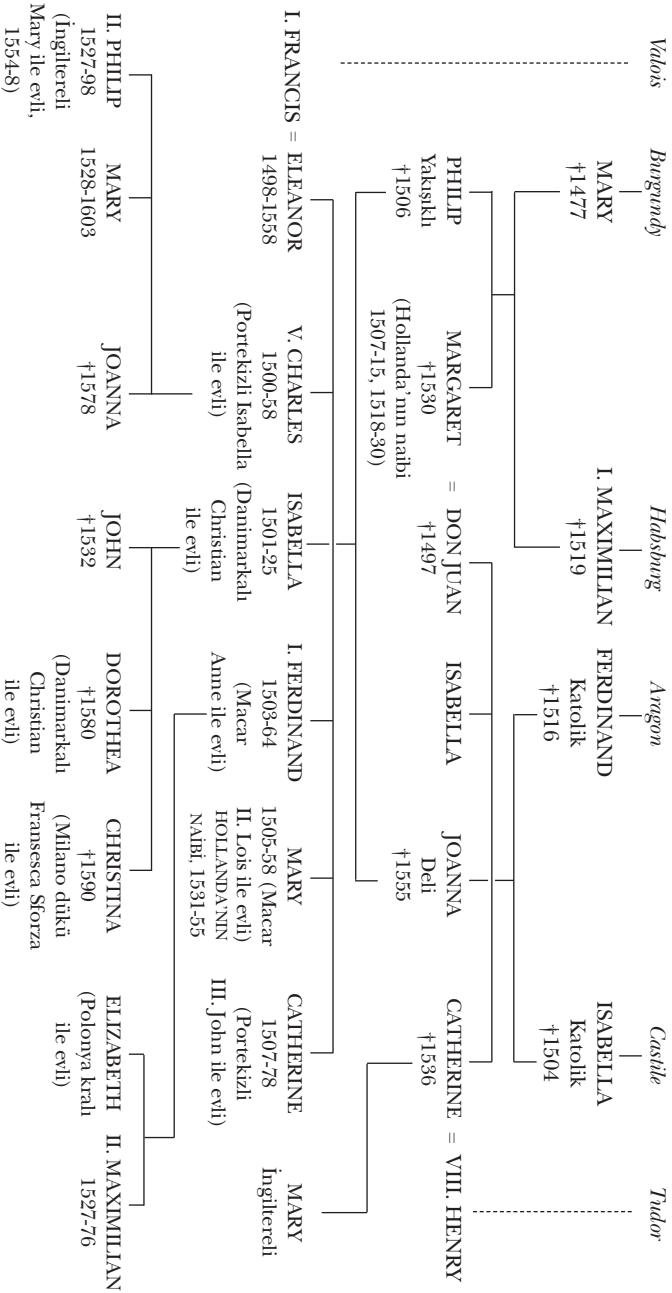 Valois
Burgundy
Habsburg
Aragon
Castile
Tudor
MARY
†1477
I. MAXIMILIAN
†1519
FERDINAND
Katolik
†1516
ISABELLA
Katolik
†1504
PHILIP
Yakışıklı
†1506
MARGARET
†1530
(Hollanda’nın naibi
1507-15, 1518-30)
=
DON JUAN
†1497
ISABELLA
JOANNA
Deli
†1555
CATHERINE
†1536
=
VIII. HENRY
I. FRANCIS
=
ELEANOR
1498-1558
V. CHARLES
1500-58
(Portekizli Isabella
ile evli)
ISABELLA
1501-25
(Danimarkalı
Christian
ile evli)
I. FERDINAND
1503-64
(Macar
Anne ile evli)
MARY
1505-58 (Macar
II. Lois ile evli)
HOLLANDA’NIN
NAİBİ, 1531-55
CATHERINE
1507-78
(Portekizli
III. John ile evli)
MARY
İngiltereli
II. PHILIP
1527-98
(İngiltereli
Mary ile evli,
1554-8)
MARY
1528-1603
JOANNA
†1578
JOHN
†1532
DOROTHEA
†1580
(Danimarkalı
Christian
ile evli)
CHRISTINA
†1590
(Milano dükü
Fransesca Sforza
ile evli)
ELIZABETH
(Polonya kralı
ile evli)
II. MAXIMILIAN
1527-76